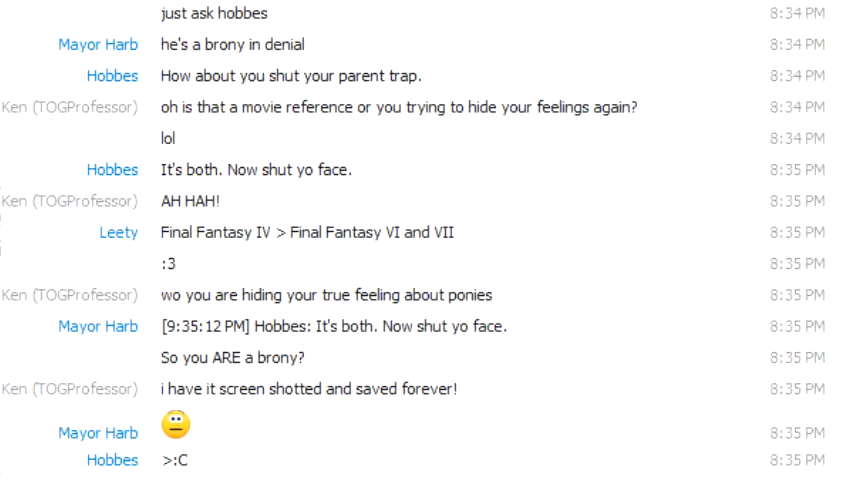 just ask hobbes 8:34 PM
Mayor Harb he's a brony in denial 8:34 PM
Hobbes How about you shut your parent trap. 8:34 PM
Ken (TOGProfessor) oh is that a movie reference or you trying to hide your feelings again? 8:34 PM
lol 8:34 PM
Hobbes It's both. Now shut yo face. 8:35 PM
Ken (TOGProfessor) AH HAH! 8:35 PM
Leety Final Fantasy IV > Final Fantasy VI and VII 8:35 PM
:3 8:35 PM
Ken (TOGProfessor) wo you are hiding your true feeling about ponies 8:35 PM
Mayor Harb [9:35:12 PM] Hobbes: It's both. Now shut yo face. 8:35 PM
So you ARE a brony? 8:35 PM
Ken (TOGProfessor) i have it screen shotted and saved forever! 8:35 PM
Mayor Harb 8:35 PM
Hobbes >:C 8:35 PM